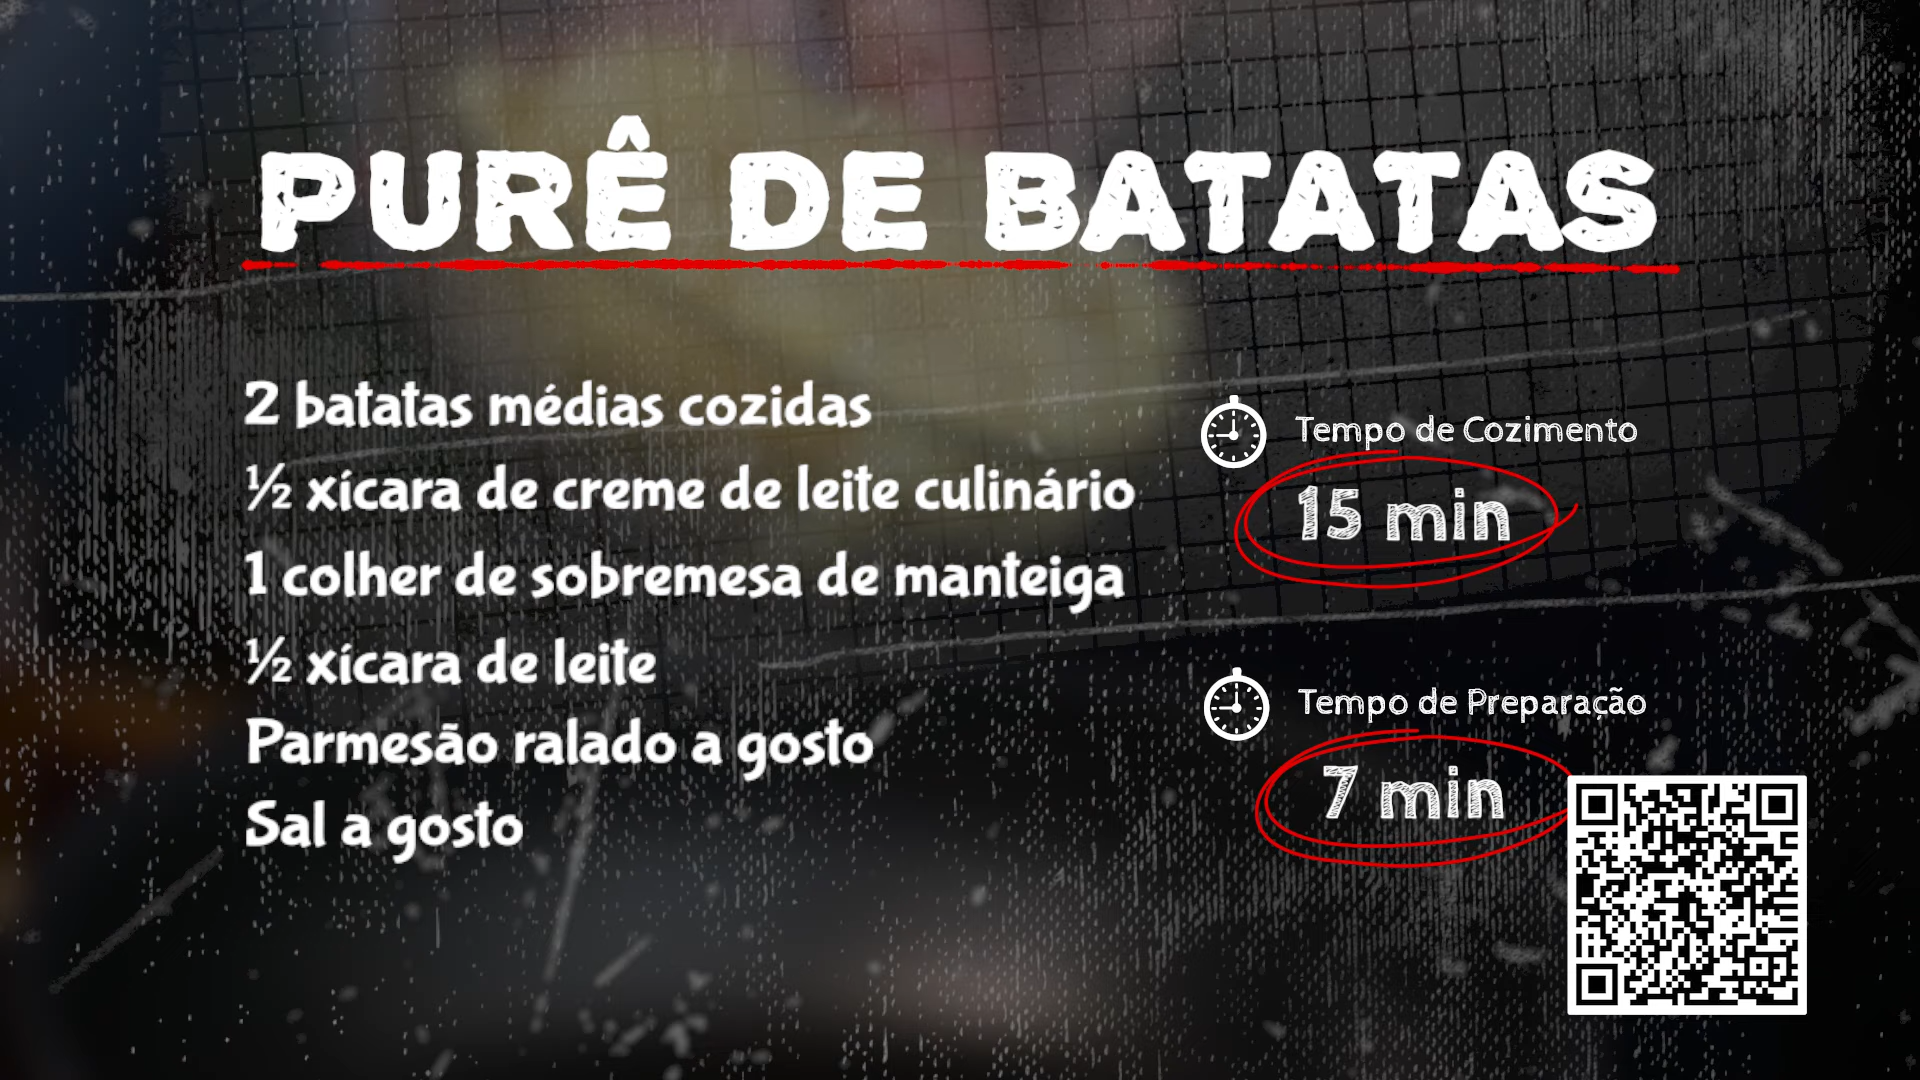 PURÊ DE BATATAS
2 batatas médias cozidas
½ xícara de creme de leite culinário
1 colher de sobremesa de manteiga
½ xícara de leite
Parmesão ralado a gosto
Sal a gosto
Tempo de Cozimento
15 min
Tempo de Preparação
7 min